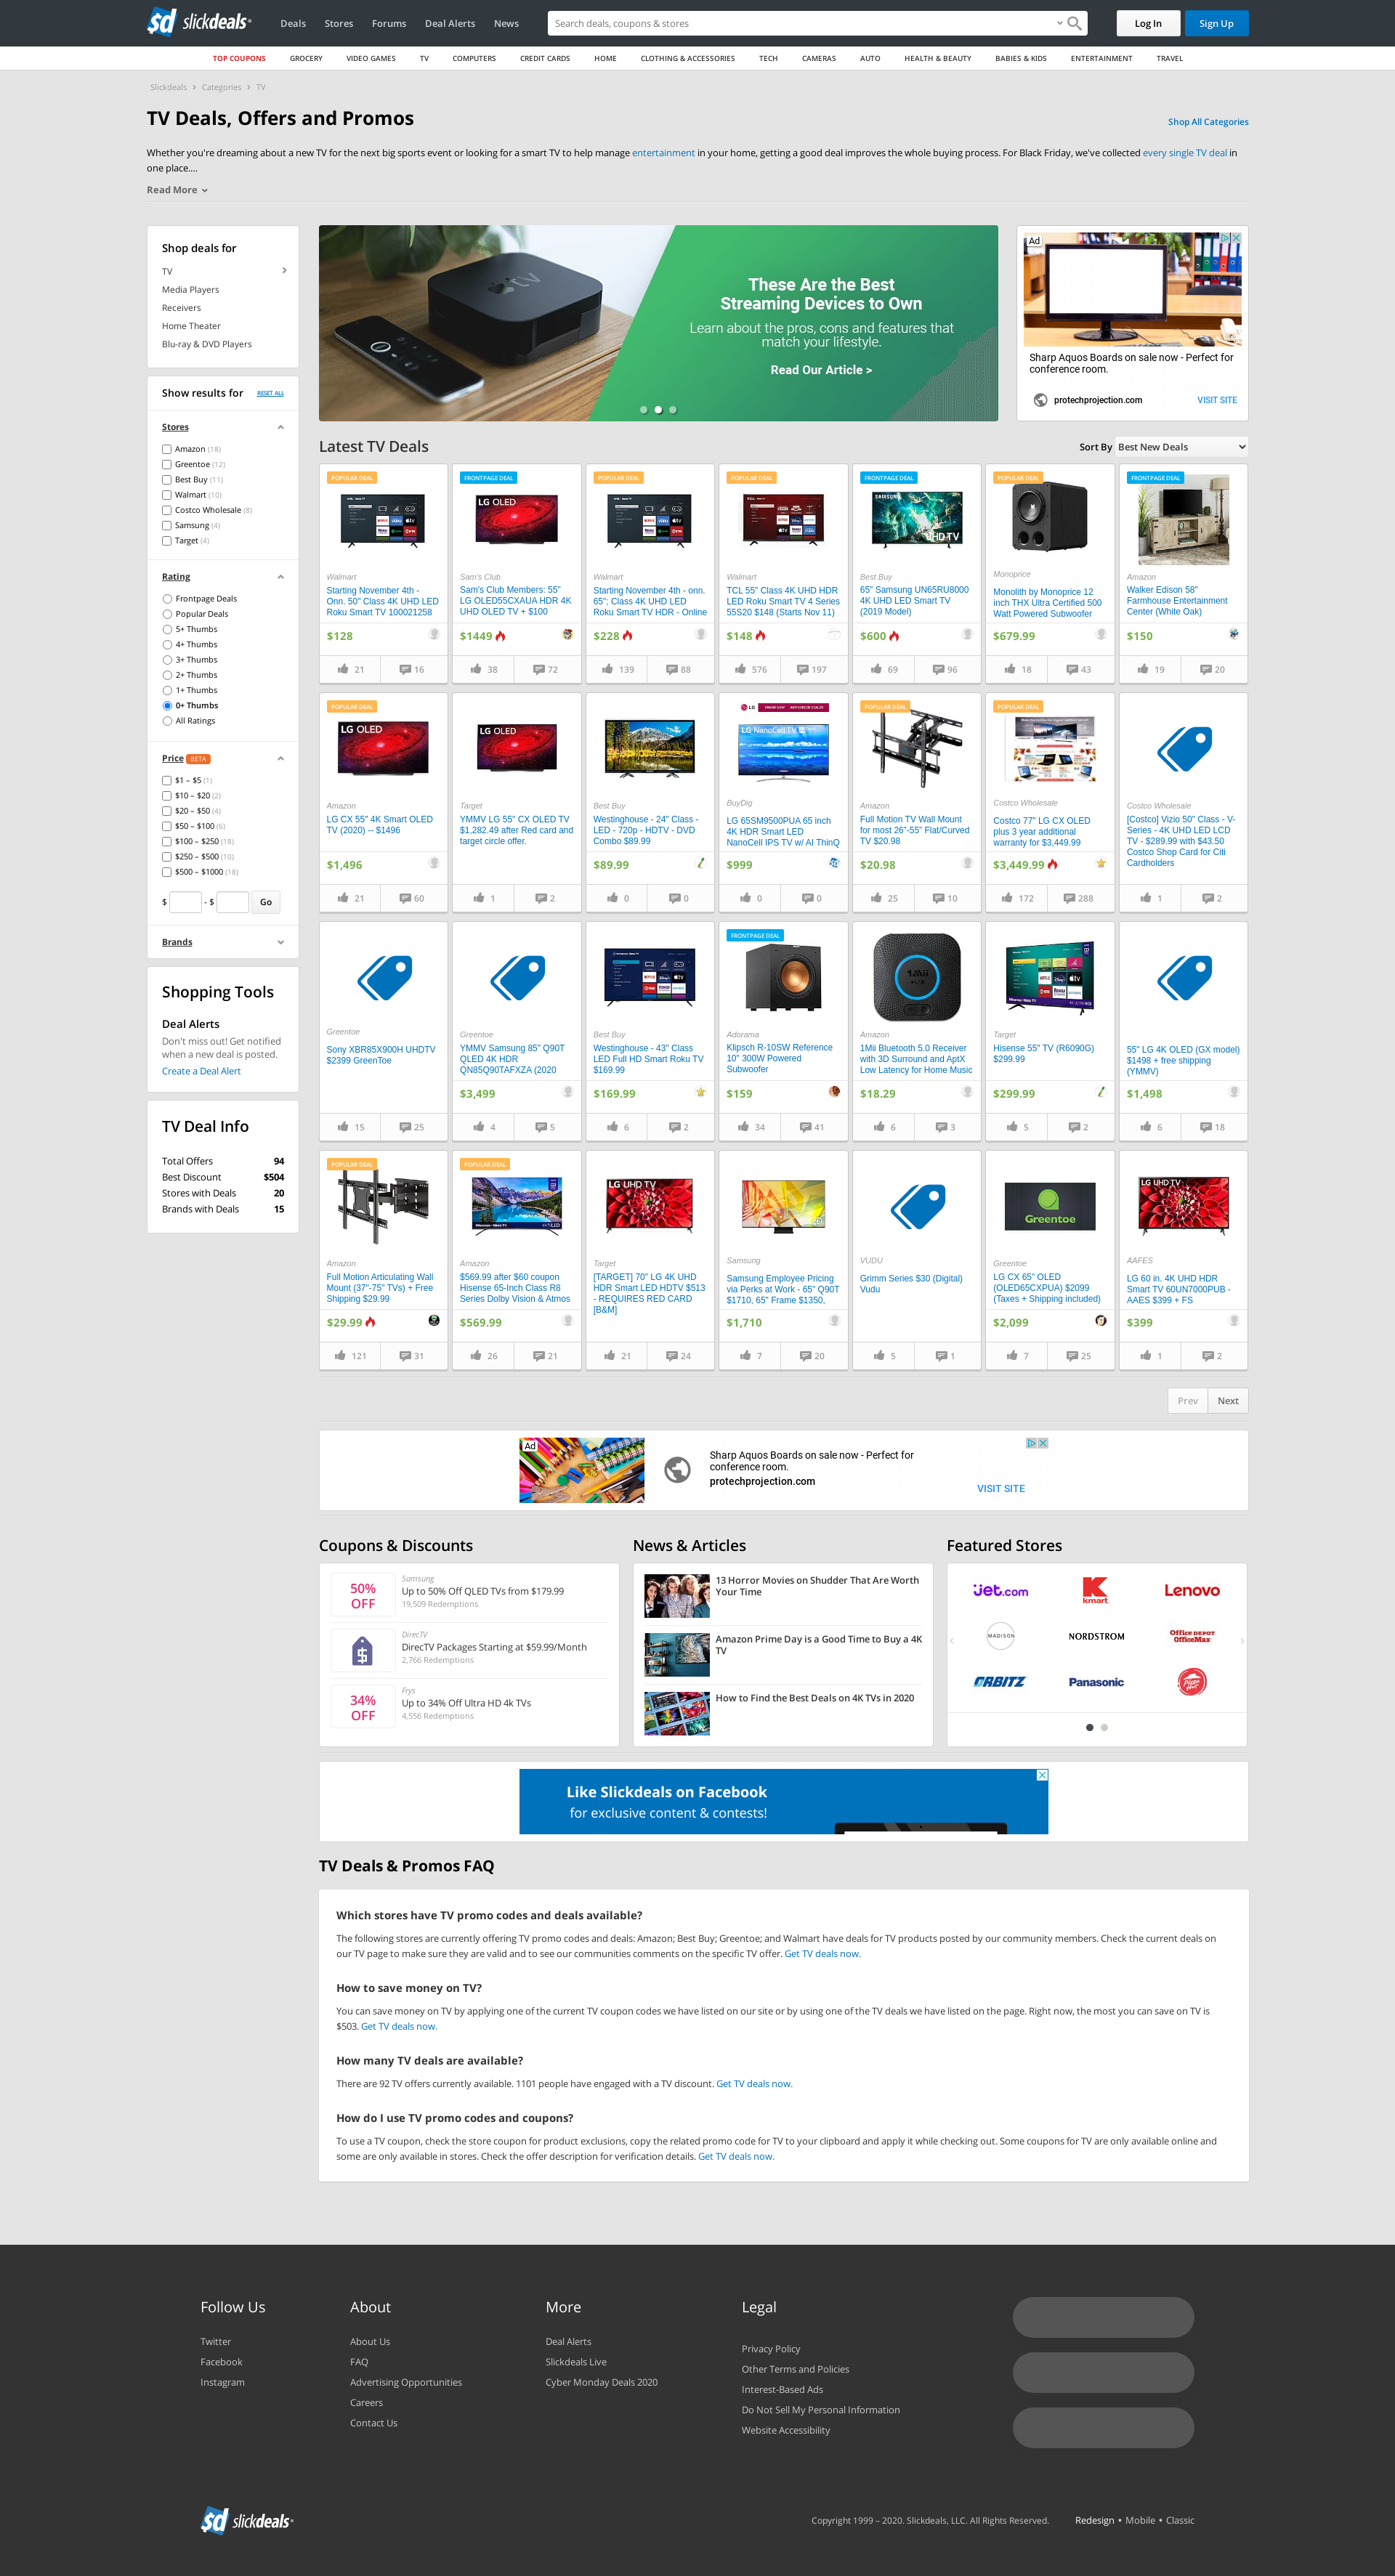 sd slickdeals
Deals
Stores
Forums
Deal Alerts
News
Search deals, coupons & stores
Log In
Sign Up
TOP COUPONS
GROCERY
VIDEO GAMES
TV
COMPUTERS
CREDIT CARDS
HOME
CLOTHING & ACCESSORIES
TECH
CAMERAS
AUTO
HEALTH & BEAUTY
BABIES & KIDS
ENTERTAINMENT
TRAVEL
Slickdeals › Categories › TV
TV Deals, Offers and Promos
Shop All Categories
Whether you're dreaming about a new TV for the next big sports event or looking for a smart TV to help manage entertainment in your home, getting a good deal improves the whole buying process. For Black Friday, we've collected every single TV deal in
one place....
Read More
Shop deals for
TV
Media Players
Receivers
Home Theater
Blu-ray & DVD Players
Show results for
RESET ALL
Stores
Amazon (18)
Greentoe (12)
Best Buy (11)
Walmart (10)
Costco Wholesale (8)
Samsung (4)
Target (4)
Rating
Frontpage Deals
Popular Deals
5+ Thumbs
4+ Thumbs
3+ Thumbs
2+ Thumbs
1+ Thumbs
0+ Thumbs
All Ratings
Price BETA
$1 – $5 (1)
$10 – $20 (2)
$20 – $50 (4)
$50 – $100 (6)
$100 – $250 (18)
$250 – $500 (10)
$500 – $1000 (18)
$ - $ Go
Brands
Shopping Tools
Deal Alerts
Don't miss out! Get notified
when a new deal is posted.
Create a Deal Alert
TV Deal Info
Total Offers 94
Best Discount $504
Stores with Deals 20
Brands with Deals 15
tv
These Are the Best
Streaming Devices to Own
Learn about the pros, cons and features that
match your lifestyle.
Read Our Article >
Ad
Sharp Aquos Boards on sale now - Perfect for
conference room.
protechprojection.com
VISIT SITE
Latest TV Deals
Sort By Best New Deals
POPULAR DEAL
Walmart
Starting November 4th -
Onn. 50" Class 4K UHD LED
Roku Smart TV 100021258
$128
21 16
FRONTPAGE DEAL
LG OLED
Sam's Club
Sam's Club Members: 55"
LG OLED55CXAUA HDR 4K
UHD OLED TV + $100
$1449
38 72
POPULAR DEAL
Walmart
Starting November 4th - onn.
65"; Class 4K UHD LED
Roku Smart TV HDR - Online
$228
139 88
POPULAR DEAL
Walmart
TCL 55" Class 4K UHD HDR
LED Roku Smart TV 4 Series
55S20 $148 (Starts Nov 11)
$148
576 197
FRONTPAGE DEAL
SAMSUNG
UHD TV
Best Buy
65" Samsung UN65RU8000
4K UHD LED Smart TV
(2019 Model)
$600
69 96
POPULAR DEAL
Monoprice
Monolith by Monoprice 12
inch THX Ultra Certified 500
Watt Powered Subwoofer
$679.99
18 43
FRONTPAGE DEAL
Amazon
Walker Edison 58"
Farmhouse Entertainment
Center (White Oak)
$150
19 20
POPULAR DEAL
LG OLED
Amazon
LG CX 55" 4K Smart OLED
TV (2020) -- $1496
$1,496
21 60
LG OLED
Target
YMMV LG 55" CX OLED TV
$1,282.49 after Red card and
target circle offer.
1 2
Best Buy
Westinghouse - 24" Class -
LED - 720p - HDTV - DVD
Combo $89.99
$89.99
0 0
LG
LG NanoCell TV
BuyDig
LG 65SM9500PUA 65 inch
4K HDR Smart LED
NanoCell IPS TV w/ AI ThinQ
$999
0 0
POPULAR DEAL
Amazon
Full Motion TV Wall Mount
for most 26"-55" Flat/Curved
TV $20.98
$20.98
25 10
POPULAR DEAL
Costco Wholesale
Costco 77" LG CX OLED
plus 3 year additional
warranty for $3,449.99
$3,449.99
172 288
Costco Wholesale
[Costco] Vizio 50" Class - V-
Series - 4K UHD LED LCD
TV - $289.99 with $43.50
Costco Shop Card for Citi
Cardholders
1 2
Greentoe
Sony XBR85X900H UHDTV
$2399 GreenToe
15 25
Greentoe
YMMV Samsung 85" Q90T
QLED 4K HDR
QN85Q90TAFXZA (2020
$3,499
4 5
Best Buy
Westinghouse - 43" Class
LED Full HD Smart Roku TV
$169.99
$169.99
6 2
FRONTPAGE DEAL
Adorama
Klipsch R-10SW Reference
10" 300W Powered
Subwoofer
$159
34 41
1Mii
Amazon
1Mii Bluetooth 5.0 Receiver
with 3D Surround and AptX
Low Latency for Home Music
$18.29
6 3
Target
Hisense 55" TV (R6090G)
$299.99
$299.99
5 2
55" LG 4K OLED (GX model)
$1498 + free shipping
(YMMV)
$1,498
6 18
POPULAR DEAL
Amazon
Full Motion Articulating Wall
Mount (37"-75" TVs) + Free
Shipping $29.99
$29.99
121 31
POPULAR DEAL
Amazon
$569.99 after $60 coupon
Hisense 65-Inch Class R8
Series Dolby Vision & Atmos
$569.99
26 21
LG UHD TV
Target
[TARGET] 70" LG 4K UHD
HDR Smart LED HDTV $513
- REQUIRES RED CARD
[B&M]
21 24
Samsung
Samsung Employee Pricing
via Perks at Work - 65" Q90T
$1710, 65" Frame $1350,
$1,710
7 20
VUDU
Grimm Series $30 (Digital)
Vudu
5 1
Greentoe
Greentoe
LG CX 65" OLED
(OLED65CXPUA) $2099
(Taxes + Shipping included)
$2,099
7 25
LG UHD TV
AAFES
LG 60 in. 4K UHD HDR
Smart TV 60UN7000PUB -
AAES $399 + FS
$399
1 2
Prev Next
Ad
Sharp Aquos Boards on sale now - Perfect for
conference room.
protechprojection.com
VISIT SITE
Coupons & Discounts
50%
OFF
Samsung
Up to 50% Off QLED TVs from $179.99
19,509 Redemptions
DirecTV
DirecTV Packages Starting at $59.99/Month
2,766 Redemptions
34%
OFF
Frys
Up to 34% Off Ultra HD 4k TVs
4,556 Redemptions
News & Articles
13 Horror Movies on Shudder That Are Worth
Your Time
Amazon Prime Day is a Good Time to Buy a 4K
TV
How to Find the Best Deals on 4K TVs in 2020
Featured Stores
jet.com
K
kmart
Lenovo
MADISON
NORDSTROM
Office DEPOT
OfficeMax
ORBITZ
Panasonic
Pizza Hut
Like Slickdeals on Facebook
for exclusive content & contests!
TV Deals & Promos FAQ
Which stores have TV promo codes and deals available?
The following stores are currently offering TV promo codes and deals: Amazon; Best Buy; Greentoe; and Walmart have deals for TV products posted by our community members. Check the current deals on
our TV page to make sure they are valid and to see our communities comments on the specific TV offer. Get TV deals now.
How to save money on TV?
You can save money on TV by applying one of the current TV coupon codes we have listed on our site or by using one of the TV deals we have listed on the page. Right now, the most you can save on TV is
$503. Get TV deals now.
How many TV deals are available?
There are 92 TV offers currently available. 1101 people have engaged with a TV discount. Get TV deals now.
How do I use TV promo codes and coupons?
To use a TV coupon, check the store coupon for product exclusions, copy the related promo code for TV to your clipboard and apply it while checking out. Some coupons for TV are only available online and
some are only available in stores. Check the offer description for verification details. Get TV deals now.
Follow Us
Twitter
Facebook
Instagram
About
About Us
FAQ
Advertising Opportunities
Careers
Contact Us
More
Deal Alerts
Slickdeals Live
Cyber Monday Deals 2020
Legal
Privacy Policy
Other Terms and Policies
Interest-Based Ads
Do Not Sell My Personal Information
Website Accessibility
sd slickdeals
Copyright 1999 – 2020. Slickdeals, LLC. All Rights Reserved.
Redesign • Mobile • Classic